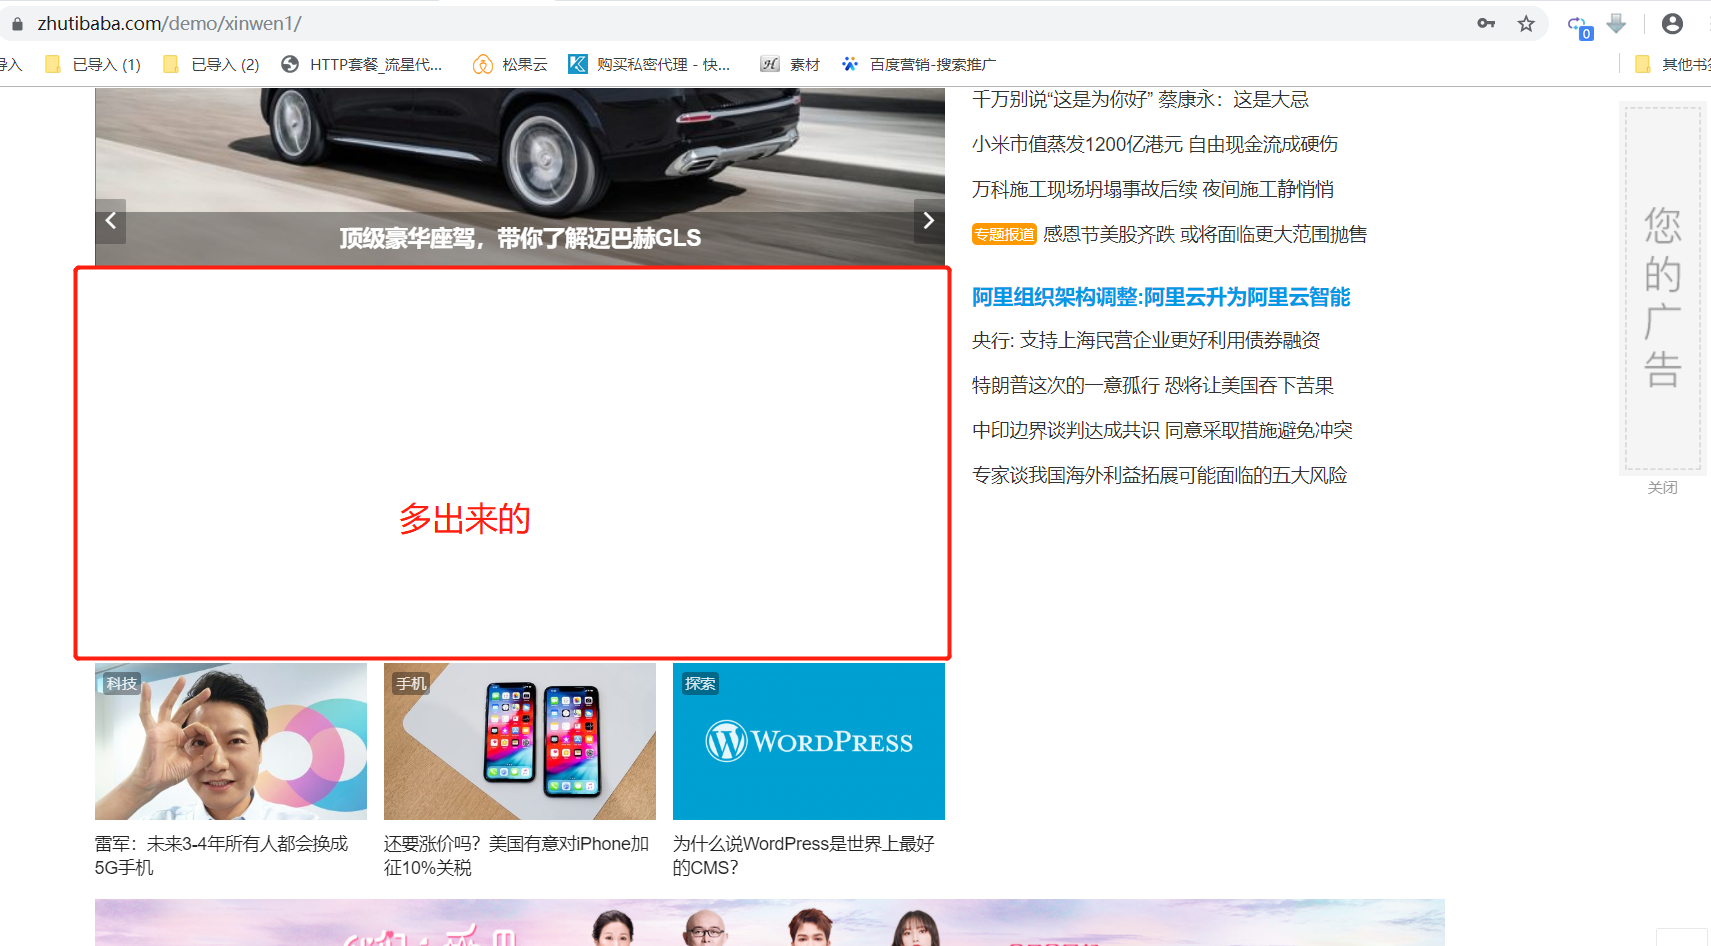 zhutibaba.com/demo/xinwen1/
0
导入
已导入 (1)
已导入 (2)
HTTP套餐_流星代...
松果云
购买私密代理 - 快...
素材
百度营销-搜索推广
其他书签
顶级豪华座驾，带你了解迈巴赫GLS
千万别说“这是为你好” 蔡康永：这是大忌
小米市值蒸发1200亿港元 自由现金流成硬伤
万科施工现场坍塌事故后续 夜间施工静悄悄
专题报道 感恩节美股齐跌 或将面临更大范围抛售
阿里组织架构调整:阿里云升为阿里云智能
央行: 支持上海民营企业更好利用债券融资
特朗普这次的一意孤行 恐将让美国吞下苦果
中印边界谈判达成共识 同意采取措施避免冲突
专家谈我国海外利益拓展可能面临的五大风险
您
的
广
告
关闭
多出来的
科技
雷军：未来3-4年所有人都会换成
5G手机
手机
还要涨价吗？美国有意对iPhone加
征10%关税
探索
WORDPRESS
为什么说WordPress是世界上最好
的CMS？